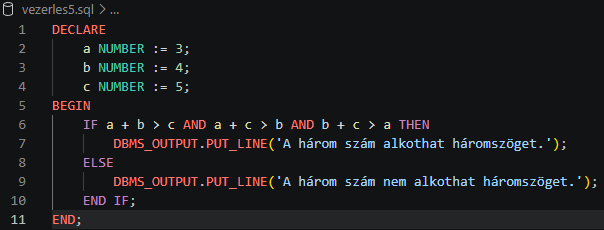 vezerles5.sql > ...
1 DECLARE
2     a NUMBER := 3;
3     b NUMBER := 4;
4     c NUMBER := 5;
5 BEGIN
6     IF a + b > c AND a + c > b AND b + c > a THEN
7         DBMS_OUTPUT.PUT_LINE('A három szám alkothat háromszöget.');
8     ELSE
9         DBMS_OUTPUT.PUT_LINE('A három szám nem alkothat háromszöget.');
10     END IF;
11 END;